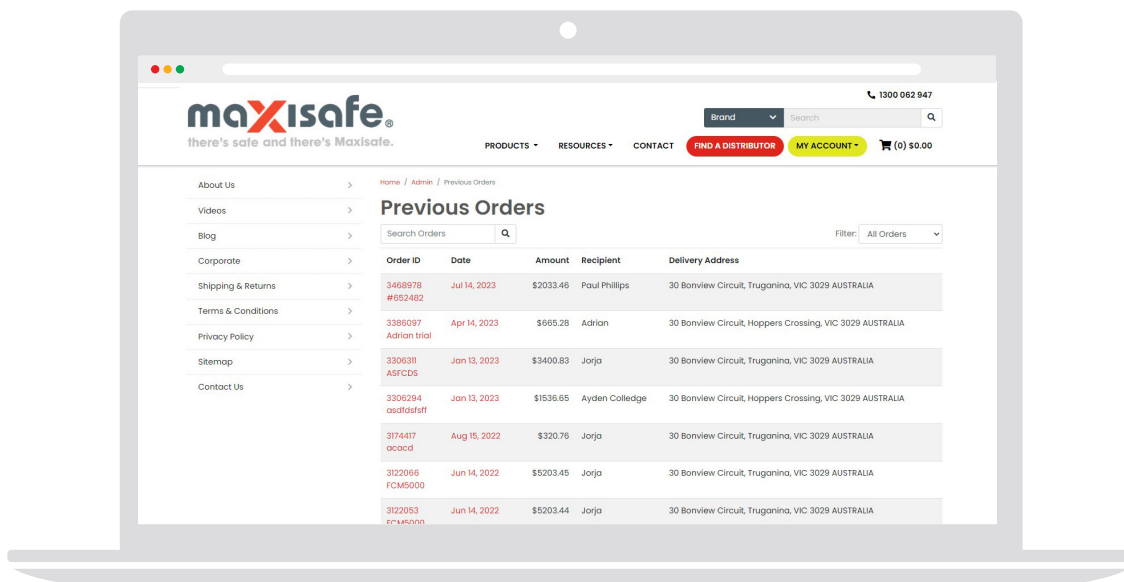 1300 062 947
maxisafe®
there's safe and there's Maxisafe.
Brand
Search
PRODUCTS
RESOURCES
CONTACT
FIND A DISTRIBUTOR
MY ACCOUNT
(0) $0.00
About Us
Videos
Blog
Corporate
Shipping & Returns
Terms & Conditions
Privacy Policy
Sitemap
Contact Us
Home / Admin / Previous Orders
Previous Orders
Search Orders
Filter: All Orders
Order ID Date Amount Recipient Delivery Address
3468978 Jul 14, 2023 $2033.46 Paul Phillips 30 Bonview Circuit, Truganina, VIC 3029 AUSTRALIA
#652482
3386097 Apr 14, 2023 $665.28 Adrian 30 Bonview Circuit, Hoppers Crossing, VIC 3029 AUSTRALIA
Adrian trial
3306311 Jan 13, 2023 $3400.83 Jorja 30 Bonview Circuit, Truganina, VIC 3029 AUSTRALIA
ASFCDS
3306294 Jan 13, 2023 $1536.65 Ayden Colledge 30 Bonview Circuit, Hoppers Crossing, VIC 3029 AUSTRALIA
asdfdsfsff
3174417 Aug 15, 2022 $320.76 Jorja 30 Bonview Circuit, Truganina, VIC 3029 AUSTRALIA
acacd
3122066 Jun 14, 2022 $5203.45 Jorja 30 Bonview Circuit, Truganina, VIC 3029 AUSTRALIA
FCM5000
3122053 Jun 14, 2022 $5203.44 Jorja 30 Bonview Circuit, Truganina, VIC 3029 AUSTRALIA
FCM5000